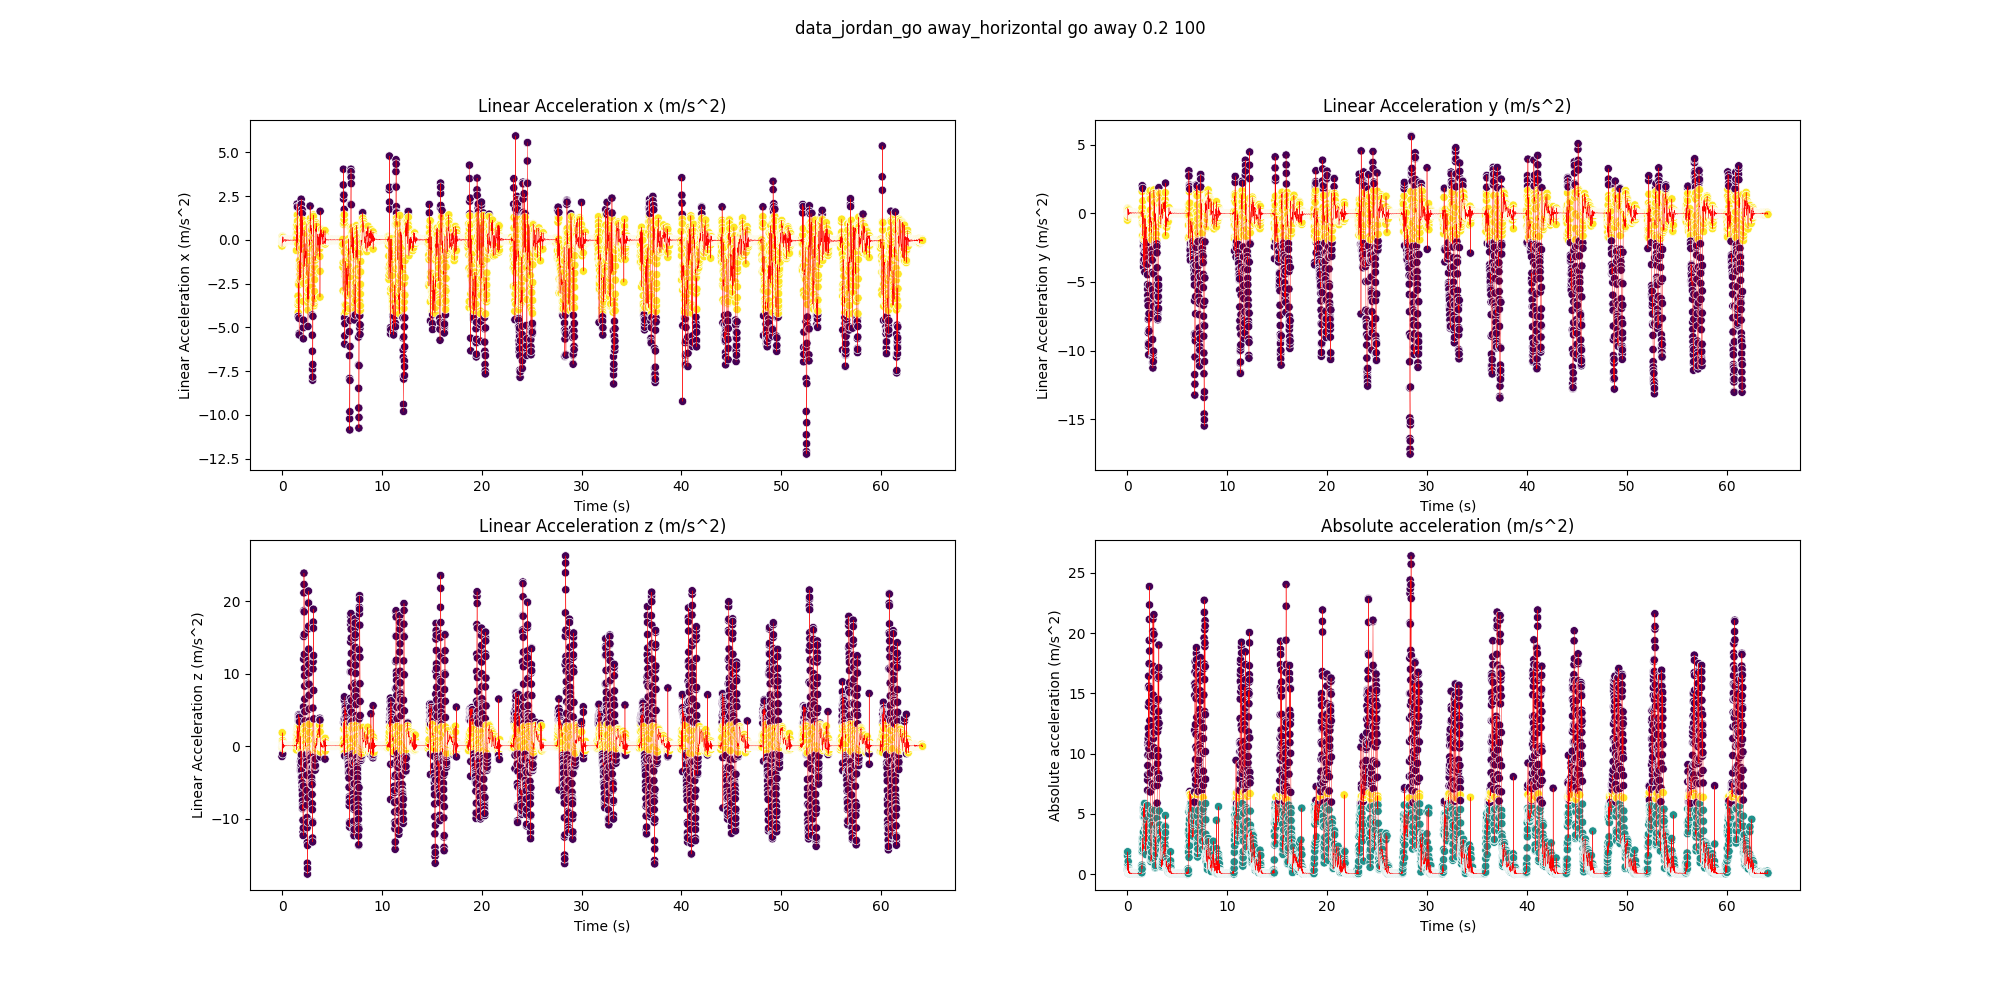 data_jordan_go away_horizontal go away 0.2 100
Linear Acceleration x (m/s^2)
Linear Acceleration x (m/s^2)
5.0
2.5
0.0
−2.5
−5.0
−7.5
−10.0
−12.5
0 10 20 30 40 50 60
Time (s)
Linear Acceleration y (m/s^2)
Linear Acceleration y (m/s^2)
5
0
−5
−10
−15
0 10 20 30 40 50 60
Time (s)
Linear Acceleration z (m/s^2)
Linear Acceleration z (m/s^2)
20
10
0
−10
0 10 20 30 40 50 60
Time (s)
Absolute acceleration (m/s^2)
Absolute acceleration (m/s^2)
25
20
15
10
5
0
0 10 20 30 40 50 60
Time (s)